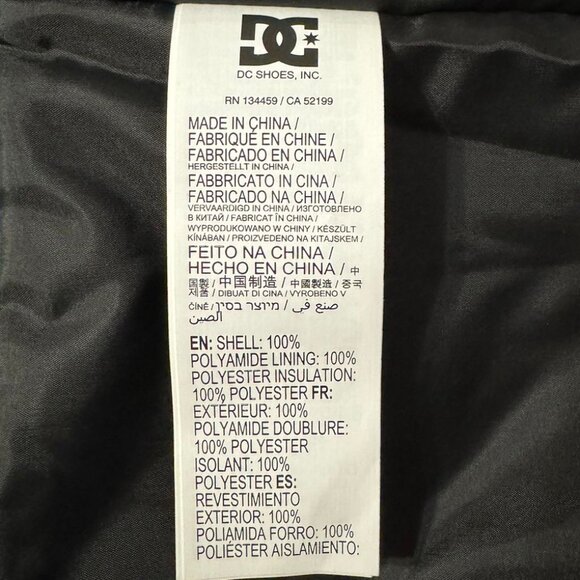 DC
DC SHOES, INC.
RN 134459 / CA 52199
MADE IN CHINA /
FABRIQUÉ EN CHINE /
FABRICADO EN CHINA /
HERGESTELLT IN CHINA /
FABBRICATO IN CINA /
FABRICADO NA CHINA /
VERVAARDIGD IN CHINA / ИЗГОТОВЛЕНО
В КИТАЙ / FABRICAT ÎN CHINA /
WYPRODUKOWANO W CHINY / KÉSZÜLT
KÍNÁBAN / PROIZVEDENO NA KITAJSKEM /
FEITO NA CHINA /
HECHO EN CHINA / 中
国製 / 中国制造 / 中國製造 / 중국
제품 / DIBUAT DI CINA / VYROBENO V
ČÍNĚ / מיוצר בסין / صنع في
الصين
EN: SHELL: 100%
POLYAMIDE LINING: 100%
POLYESTER INSULATION:
100% POLYESTER FR:
EXTÉRIEUR: 100%
POLYAMIDE DOUBLURE:
100% POLYESTER
ISOLANT: 100%
POLYESTER ES:
REVESTIMIENTO
EXTERIOR: 100%
POLIAMIDA FORRO: 100%
POLIÉSTER AISLAMIENTO: